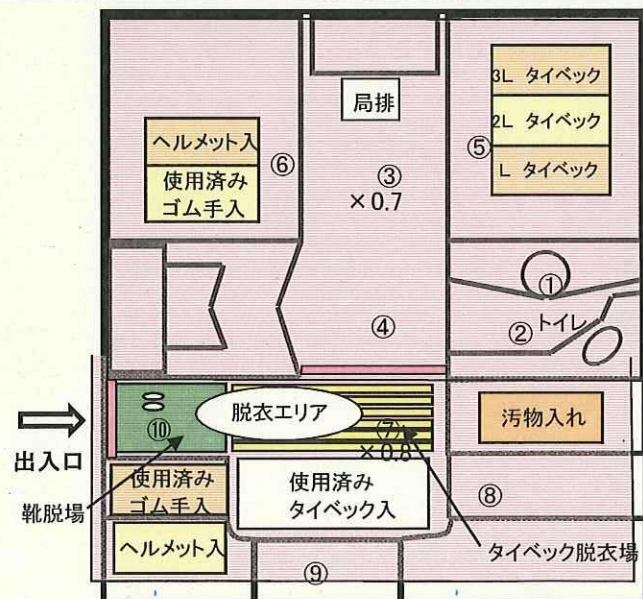 局排
3L タイベック
2L タイベック
L タイベック
⑤
ヘルメット入
使用済み
ゴム手入
⑥
③
×0.7
①
②
トイレ
④
脱衣エリア
⑦
×0.8
⑩
汚物入れ
出入口
靴脱場
使用済み
ゴム手入
使用済み
タイベック入
⑧
ヘルメット入
タイベック脱衣場
⑨